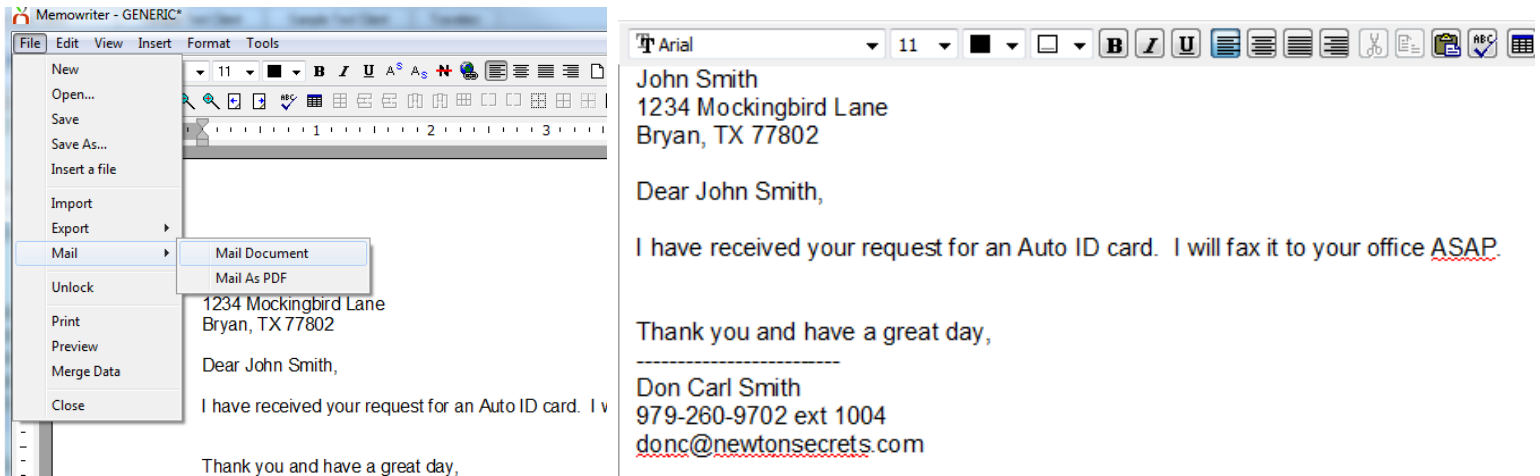 Memowriter - GENERIC*
File Edit View Insert Format Tools
New
Open...
Save
Save As...
Insert a file
Import
Export
Mail
Unlock
Print
Preview
Merge Data
Close
Mail Document
Mail As PDF
11 B I U A S A S N
ABC
1 2 3
1234 Mockingbird Lane
Bryan, TX 77802
Dear John Smith,
I have received your request for an Auto ID card. I
Thank you and have a great day,
Arial 11 B I U ABC
John Smith
1234 Mockingbird Lane
Bryan, TX 77802
Dear John Smith,
I have received your request for an Auto ID card. I will fax it to your office ASAP.
Thank you and have a great day,
-------------------------
Don Carl Smith
979-260-9702 ext 1004
donc@newtonsecrets.com